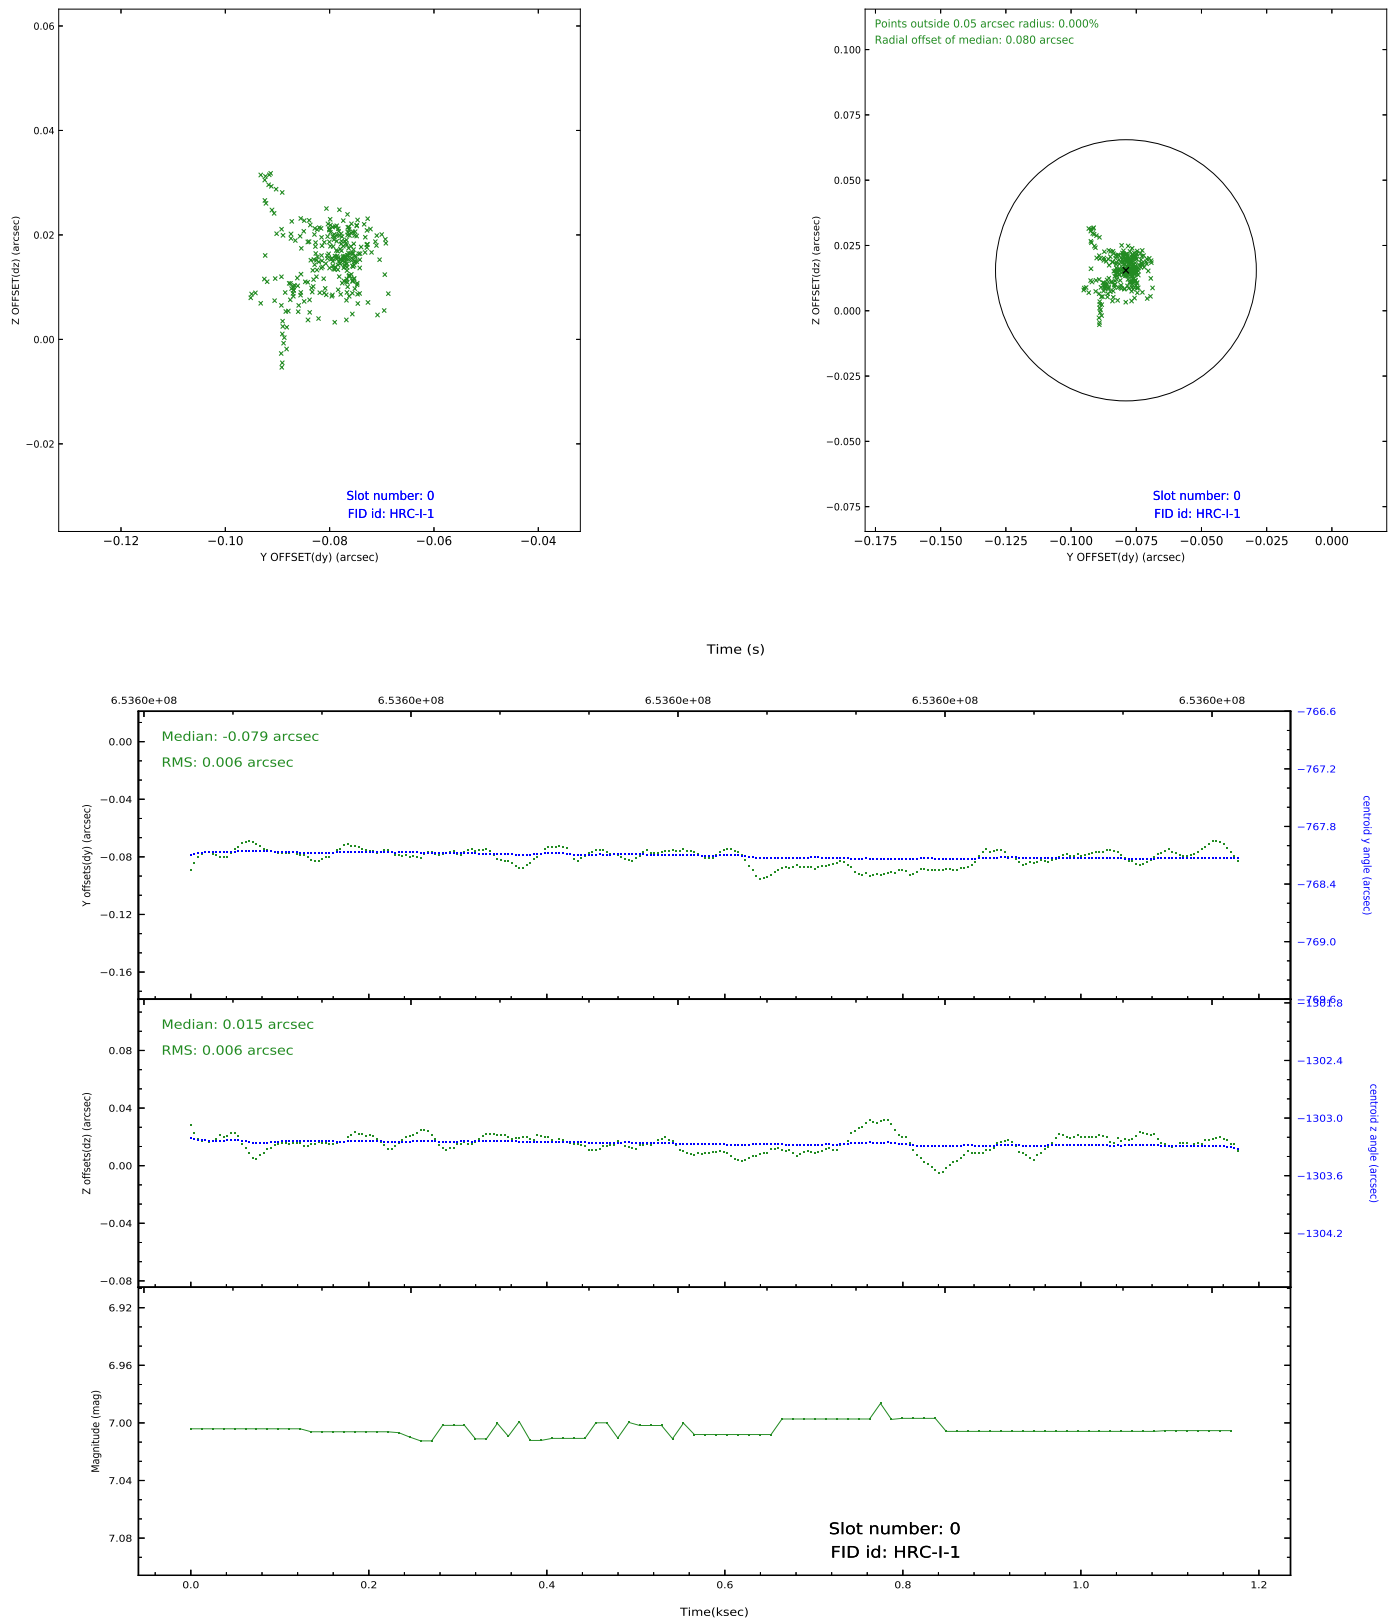 0.06
0.04
0.02
0.00
−0.02
Z OFFSET(dz) (arcsec)
Slot number: 0
FID id: HRC-I-1
−0.12
−0.10
−0.08
−0.06
−0.04
Y OFFSET(dy) (arcsec)
Points outside 0.05 arcsec radius: 0.000%
Radial offset of median: 0.080 arcsec
0.100
0.075
0.050
0.025
0.000
−0.025
−0.050
−0.075
Z OFFSET(dz) (arcsec)
Slot number: 0
FID id: HRC-I-1
−0.175
−0.150
−0.125
−0.100
−0.075
−0.050
−0.025
0.000
Y OFFSET(dy) (arcsec)
Time (s)
6.5360e+08
6.5360e+08
6.5360e+08
6.5360e+08
6.5360e+08
Median: -0.079 arcsec
RMS: 0.006 arcsec
0.00
−0.04
−0.08
−0.12
−0.16
Y offsets(dy) (arcsec)
−766.6
−767.2
−767.8
−768.4
−769.0
−769.6
centroid y angle (arcsec)
Median: 0.015 arcsec
RMS: 0.006 arcsec
0.08
0.04
0.00
−0.04
−0.08
Z offsets(dz) (arcsec)
−1301.8
−1302.4
−1303.0
−1303.6
−1304.2
centroid z angle (arcsec)
6.92
6.96
7.00
7.04
7.08
Magnitude (mag)
Slot number: 0
FID id: HRC-I-1
0.0
0.2
0.4
0.6
0.8
1.0
1.2
Time(ksec)